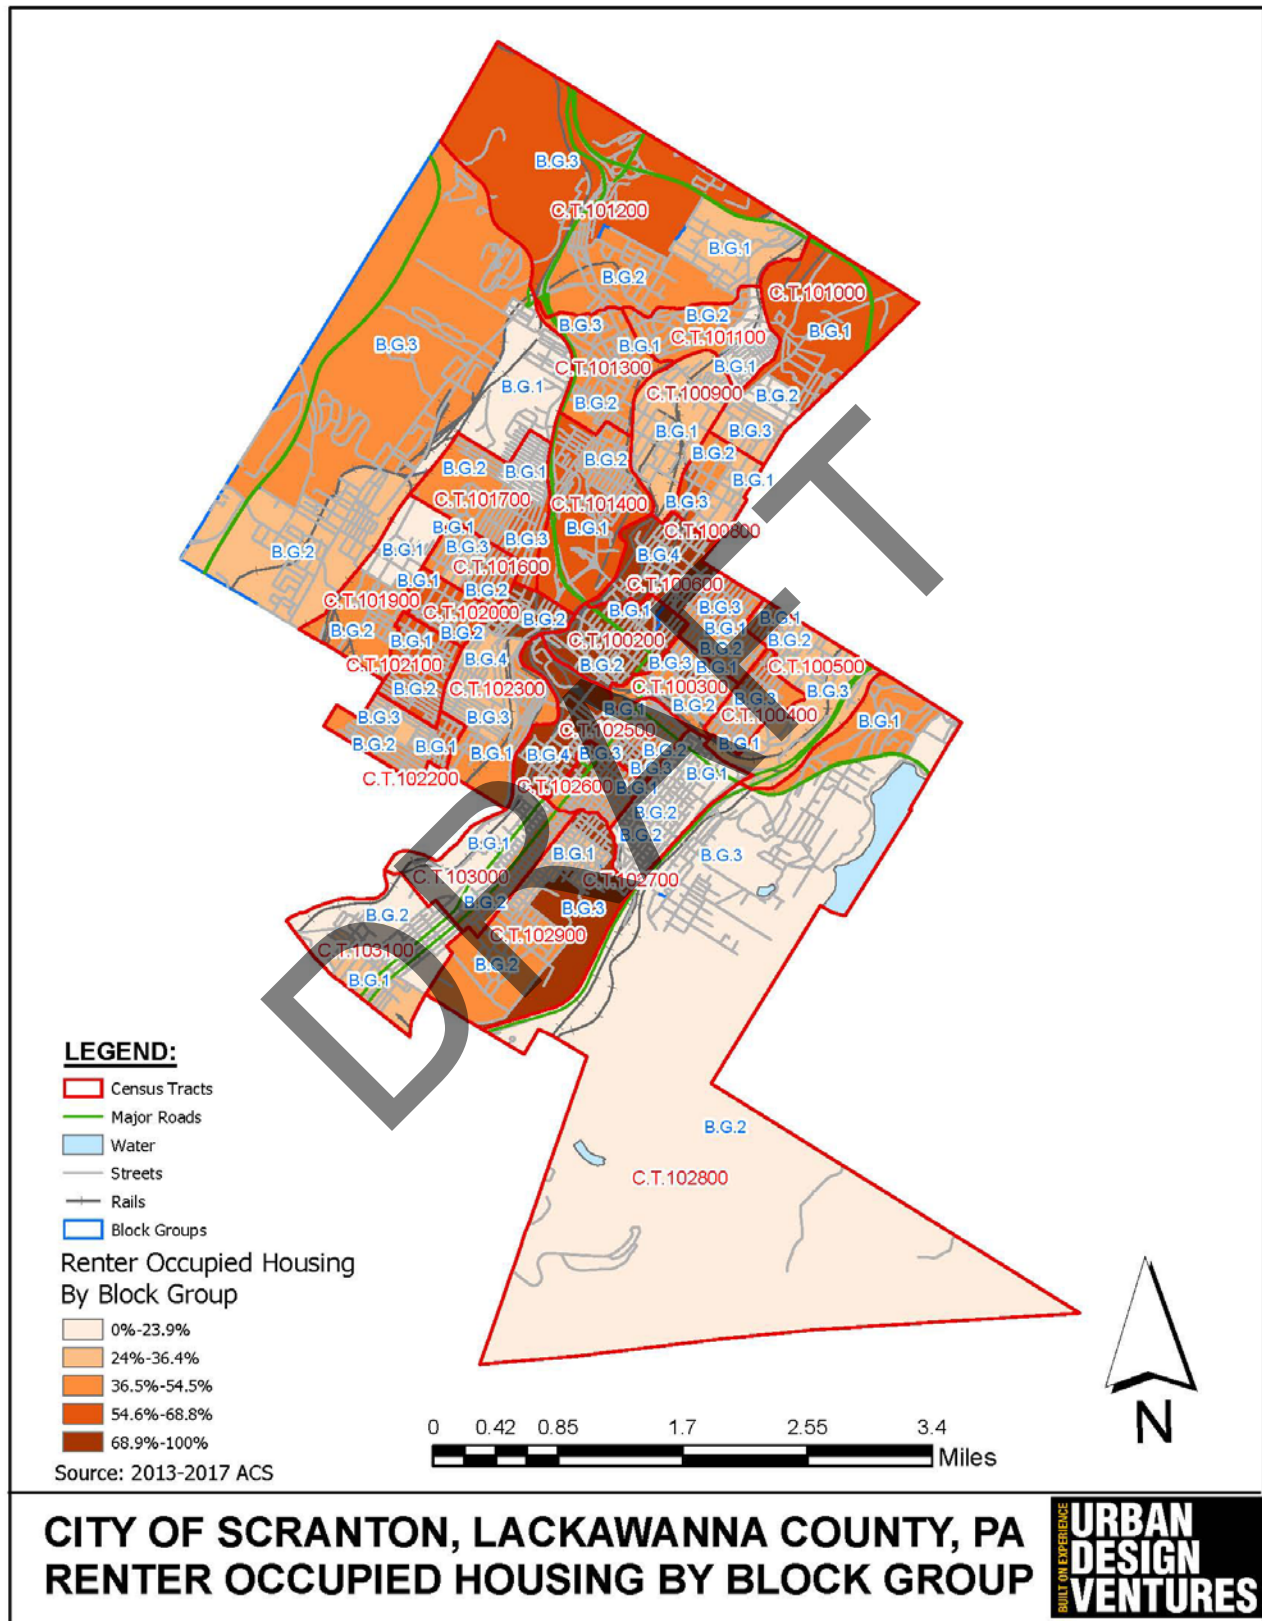 B.G.3
C.T.101200
B.G.1
B.G.2
C.T.101000
B.G.3
B.G.2
B.G.1
C.T.101100
B.G.3
B.G.1
C.T.101300
B.G.1
B.G.1
C.T.100900
B.G.2
B.G.2
B.G.1
B.G.3
B.G.2
B.G.2
B.G.2
B.G.1
B.G.1
C.T.101700
C.T.101400
B.G.3
B.G.1
B.G.1
C.T.100800
B.G.3
B.G.3
B.G.1
B.G.2
B.G.4
C.T.101600
B.G.1
C.T.100600
B.G.2
C.T.101900
C.T.102000
B.G.2
B.G.1
B.G.3
B.G.1
B.G.2
B.G.1
B.G.2
C.T.100200
B.G.1
B.G.2
B.G.2
C.T.102100
B.G.4
B.G.2
B.G.3
B.G.1
C.T.100500
B.G.2
C.T.102300
C.T.100300
B.G.3
B.G.3
B.G.3
B.G.3
B.G.1
B.G.2
C.T.100400
B.G.1
C.T.102500
B.G.2
B.G.1
B.G.1
B.G.4
B.G.3
B.G.2
B.G.1
C.T.102200
B.G.3
B.G.1
C.T.102600
B.G.1
B.G.2
B.G.1
B.G.2
B.G.1
B.G.3
C.T.103000
C.T.102700
B.G.2
B.G.3
B.G.2
C.T.102900
C.T.103100
B.G.2
B.G.1
DRAFT
B.G.2
C.T.102800
LEGEND:
Census Tracts
Major Roads
Water
Streets
Rails
Block Groups
Renter Occupied Housing
By Block Group
0%-23.9%
24%-36.4%
36.5%-54.5%
54.6%-68.8%
68.9%-100%
Source: 2013-2017 ACS
0 0.42 0.85 1.7 2.55 3.4
Miles
N
CITY OF SCRANTON, LACKAWANNA COUNTY, PA
RENTER OCCUPIED HOUSING BY BLOCK GROUP
BUILT ON EXPERIENCE
URBAN
DESIGN
VENTURES